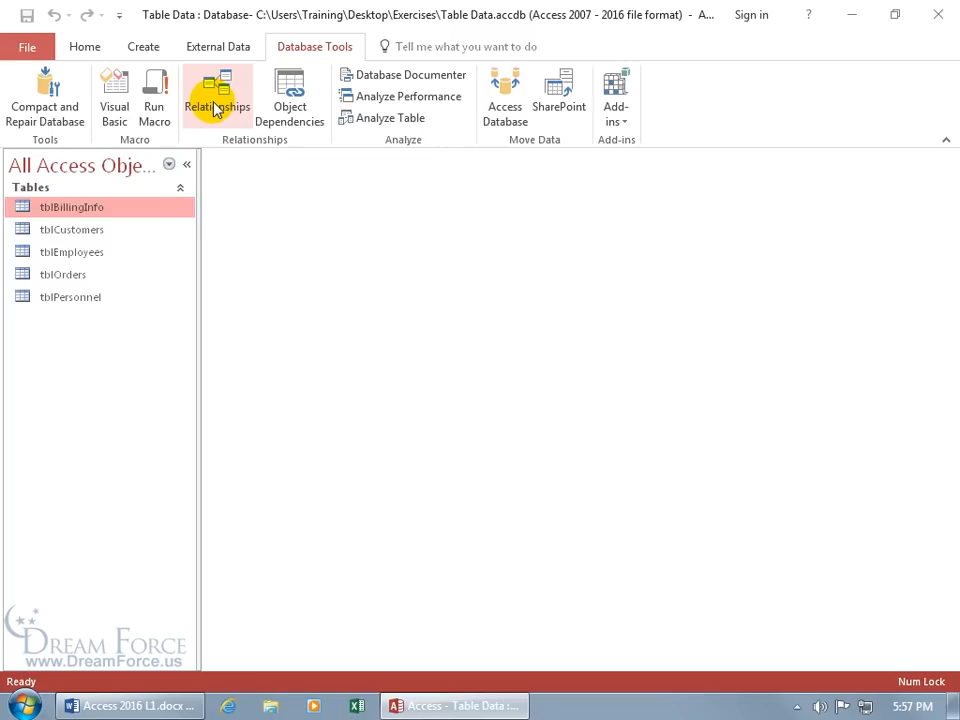 Table Data : Database- C:\Users\Training\Desktop\Exercises\Table Data.accdb (Access 2007 - 2016 file format) - A... Sign in ?
File Home Create External Data Database Tools Tell me what you want to do
Compact and Repair Database
Visual Basic
Run Macro
Relationships
Object Dependencies
Database Documenter
Analyze Performance
Analyze Table
Access Database
SharePoint
Add-ins
Tools Macro Relationships Analyze Move Data Add-ins
All Access Obje... «
Tables
tblBillingInfo
tblCustomers
tblEmployees
tblOrders
tblPersonnel
DREAM FORCE
www.DreamForce.us
Ready Num Lock
Access 2016 L1.docx ... Access - Table Data :... 5:57 PM